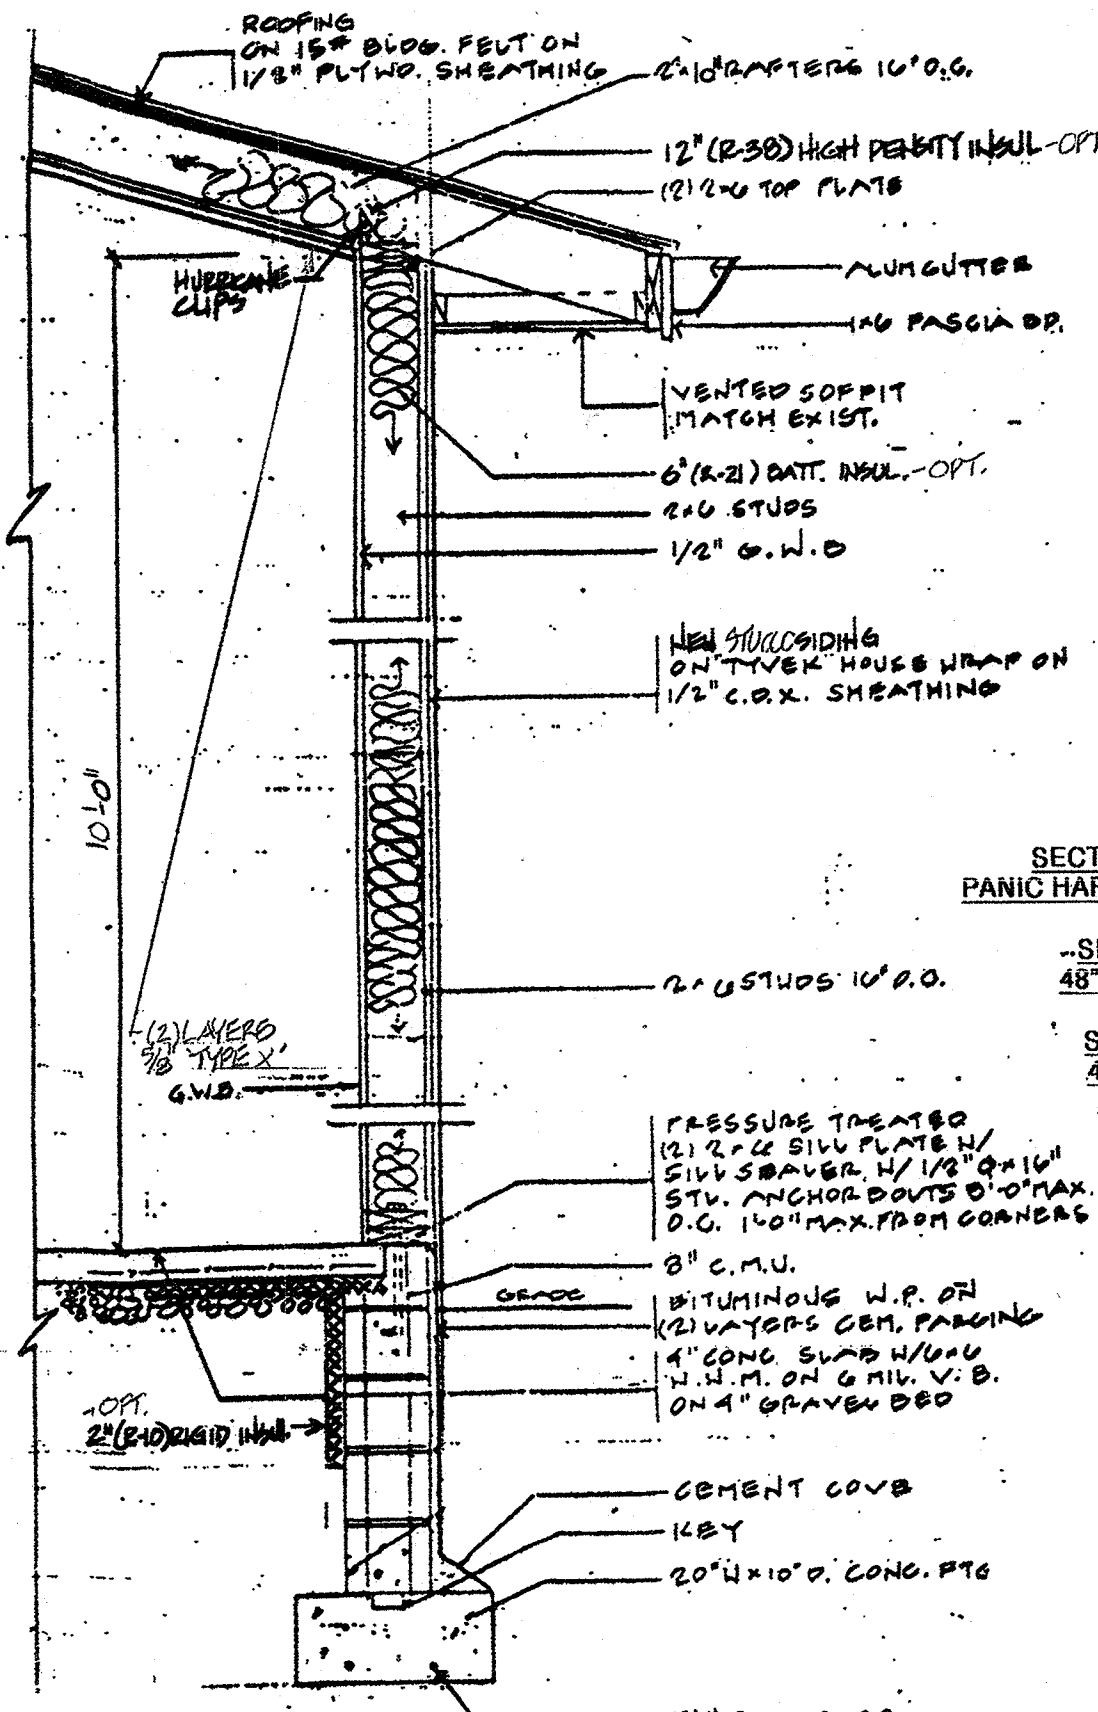 ROOFING
ON 15# BLDG. FELT ON
1/2" PLYWD. SHEATHING
2x10" RAFTERS 16" O.C.
12" (R-38) HIGH DENSITY INSUL-OPT
(2) 2x6 TOP PLATE
HURRICANE
CLIPS
ALUM GUTTER
1x6 FASCIA BD.
VENTED SOFFIT
MATCH EXIST.
6" (R-21) BATT. INSUL.-OPT.
2x6 STUDS
1/2" G.W.B
NEW STUCCO SIDING
ON "TYVEK" HOUSE WRAP ON
1/2" C.D.X. SHEATHING
10'-0"
SECT
PANIC HAR
48"
2x6 STUDS 16" O.C.
(2) LAYERS
5/8 'TYPE X'
G.W.B.
PRESSURE TREATED
(2) 2x6 SILL PLATE W/
SILL SEALER W/ 1/2" Øx16"
STL. ANCHOR BOLTS 8'-0" MAX.
O.C. 1'-0" MAX. FROM CORNERS
8" C.M.U.
GRADE
BITUMINOUS W.P. ON
(2) LAYERS CEM. PARGING
4" CONC. SLAB W/6x6
W.W.M. ON 6 MIL. V.B.
ON 4" GRAVEL BED
-OPT.
2" (R-10) RIGID INSUL.
CEMENT COVE
KEY
20" W x 10" D. CONC. FTG